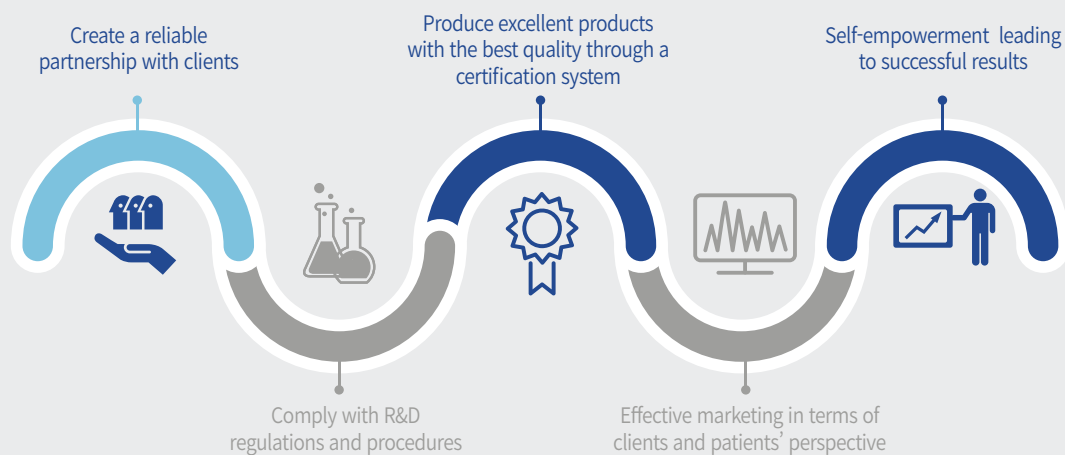 Create a reliable
partnership with clients
Produce excellent products
with the best quality through a
certification system
Self-empowerment leading
to successful results
Comply with R&D
regulations and procedures
Effective marketing in terms of
clients and patients’ perspective